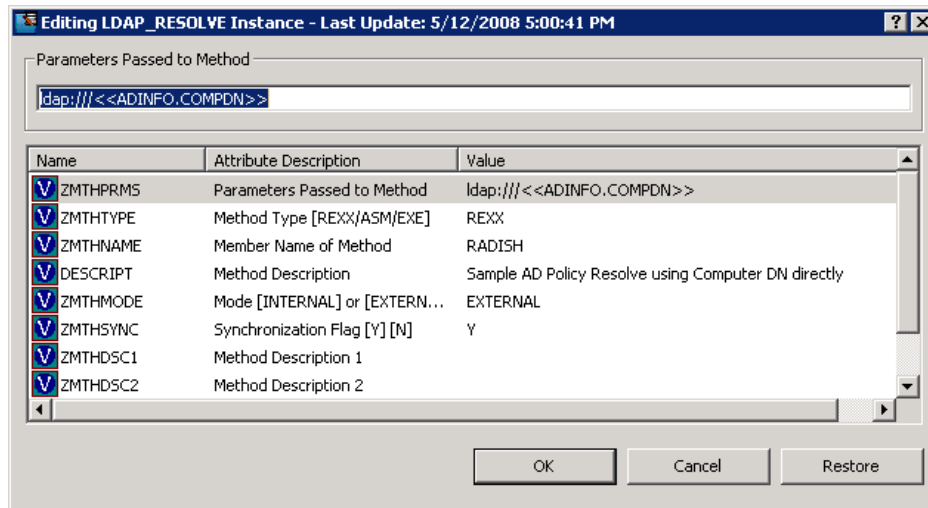 Editing LDAP_RESOLVE Instance - Last Update: 5/12/2008 5:00:41 PM
Parameters Passed to Method
ldap:///<<ADINFO.COMPDN>>
Name Attribute Description Value
V ZMTHPRMS Parameters Passed to Method ldap:///<<ADINFO.COMPDN>>
V ZMTHTYPE Method Type [REXX/ASM/EXE] REXX
V ZMTHNAME Member Name of Method RADISH
V DESCRIPT Method Description Sample AD Policy Resolve using Computer DN directly
V ZMTHMODE Mode [INTERNAL] or [EXTERN... EXTERNAL
V ZMTHSYNC Synchronization Flag [Y] [N] Y
V ZMTHDSC1 Method Description 1
V ZMTHDSC2 Method Description 2
OK Cancel Restore